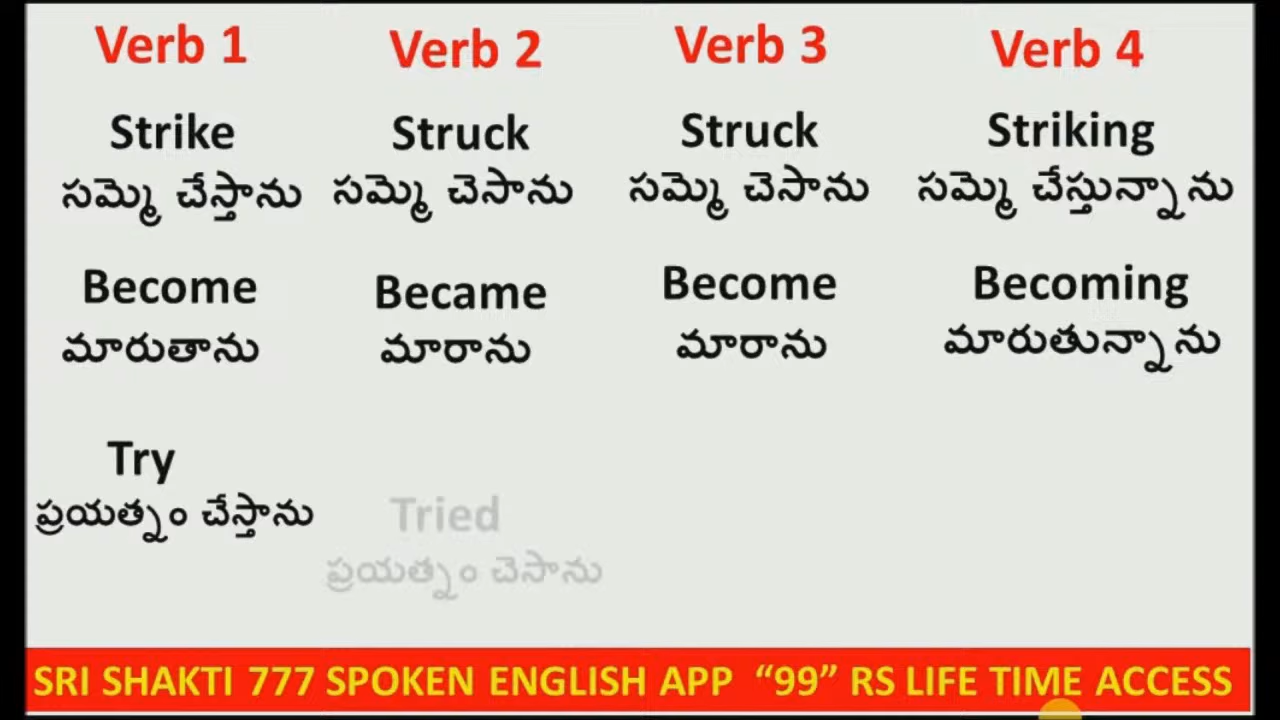 Verb 1 Verb 2 Verb 3 Verb 4
Strike Struck Struck Striking
సమ్మె చేస్తాను సమ్మె చెసాను సమ్మె చెసాను సమ్మె చేస్తున్నాను
Become Became Become Becoming
మారుతాను మారాను మారాను మారుతున్నాను
Try
ప్రయత్నం చేస్తాను
Tried
ప్రయత్నం చెసాను
SRI SHAKTI 777 SPOKEN ENGLISH APP “99” RS LIFE TIME ACCESS